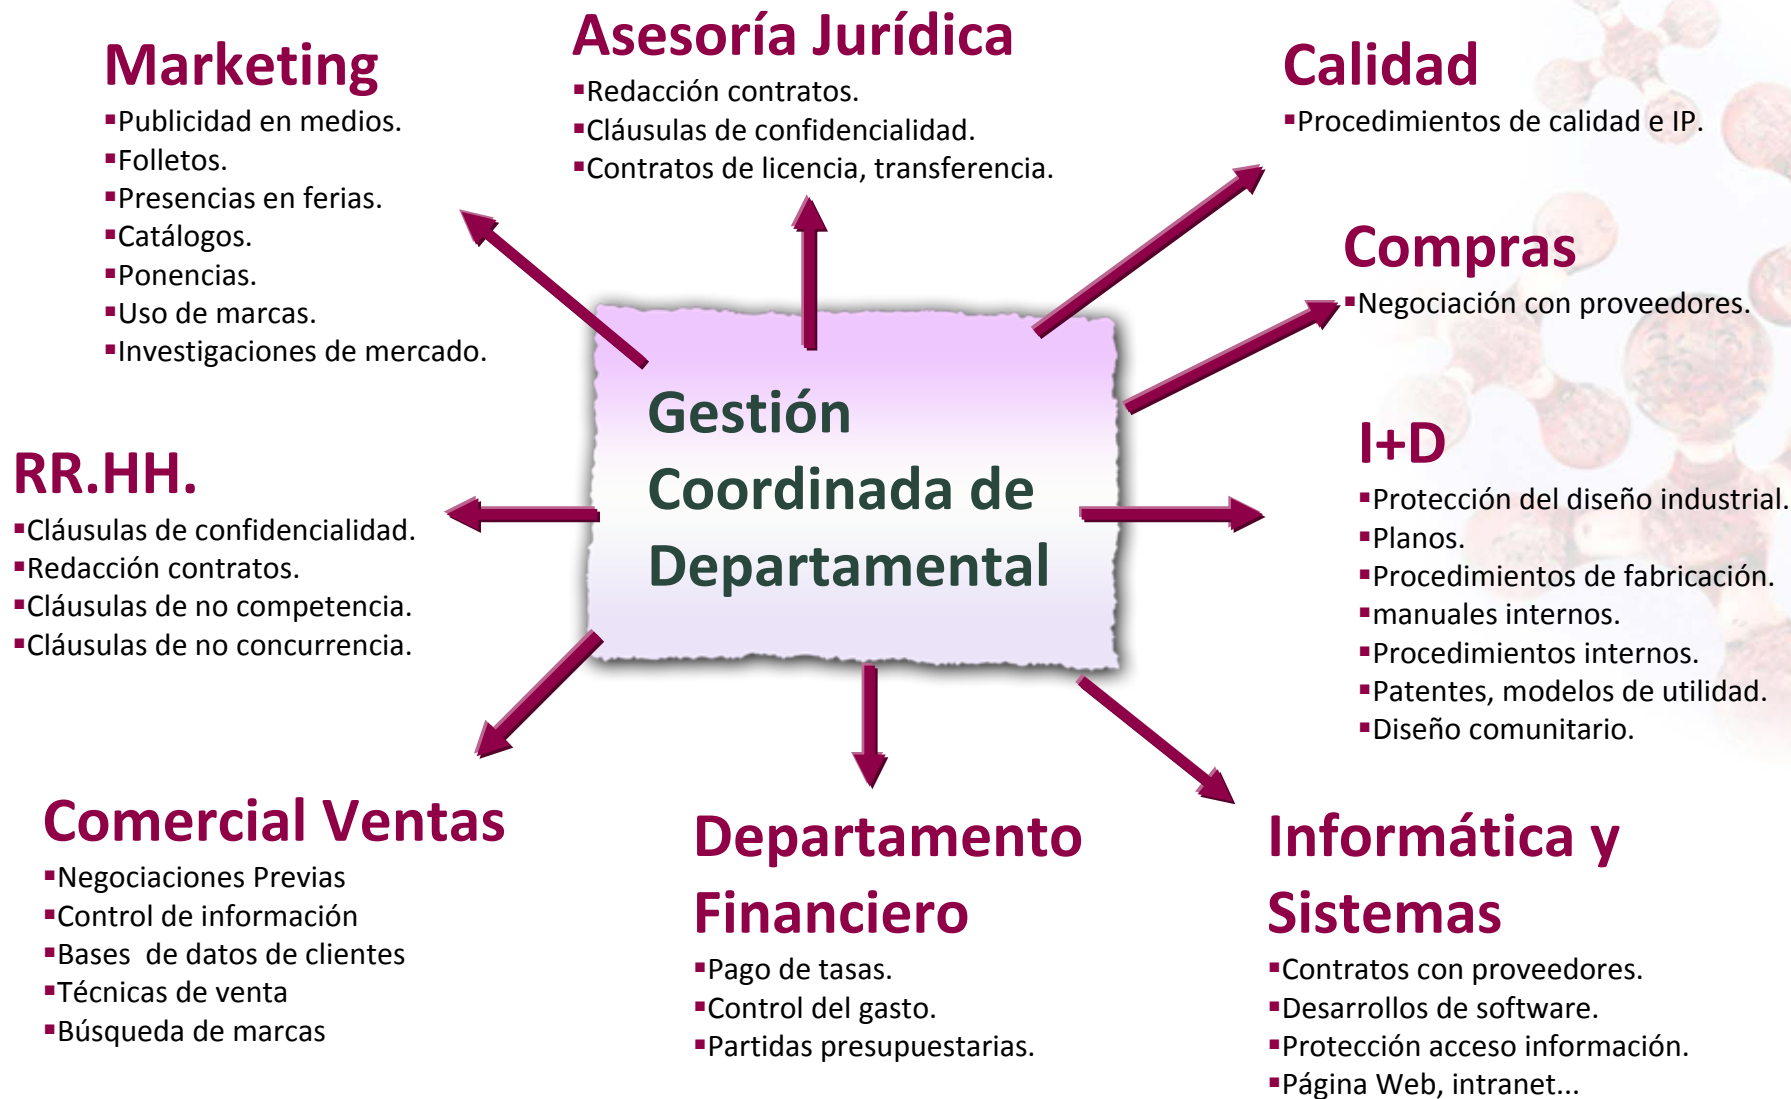 Marketing
▪Publicidad en medios.
▪Folletos.
▪Presencias en ferias.
▪Catálogos.
▪Ponencias.
▪Uso de marcas.
▪Investigaciones de mercado.
Asesoría Jurídica
▪Redacción contratos.
▪Cláusulas de confidencialidad.
▪Contratos de licencia, transferencia.
Calidad
▪Procedimientos de calidad e IP.
Compras
▪Negociación con proveedores.
Gestión
Coordinada de
Departamental
RR.HH.
▪Cláusulas de confidencialidad.
▪Redacción contratos.
▪Cláusulas de no competencia.
▪Cláusulas de no concurrencia.
I+D
▪Protección del diseño industrial.
▪Planos.
▪Procedimientos de fabricación.
▪manuales internos.
▪Procedimientos internos.
▪Patentes, modelos de utilidad.
▪Diseño comunitario.
Comercial Ventas
▪Negociaciones Previas
▪Control de información
▪Bases  de datos de clientes
▪Técnicas de venta
▪Búsqueda de marcas
Departamento
Financiero
▪Pago de tasas.
▪Control del gasto.
▪Partidas presupuestarias.
Informática y
Sistemas
▪Contratos con proveedores.
▪Desarrollos de software.
▪Protección acceso información.
▪Página Web, intranet...